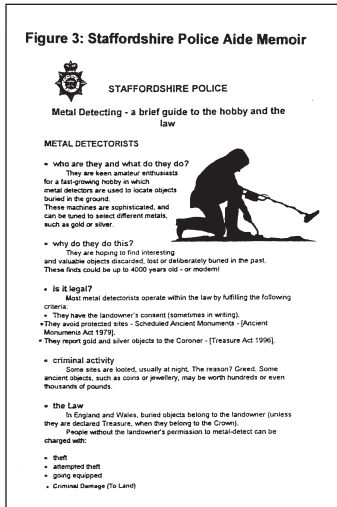 Figure 3: Staffordshire Police Aide Memoir
STAFFORDSHIRE POLICE
Metal Detecting - a brief guide to the hobby and the
law
METAL DETECTORISTS
• who are they and what do they do?
They are keen amateur enthusiasts
for a fast-growing hobby in which
metal detectors are used to locate objects
buried in the ground.
These machines are sophisticated, and
can be tuned to select different metals,
such as gold or silver.
• why do they do this?
They are hoping to find interesting
and valuable objects discarded, lost or deliberately buried in the past.
These finds could be up to 4000 years old - or modern!
• is it legal?
Most metal detectorists operate within the law by fulfilling the following
criteria:
• They have the landowner's consent (sometimes in writing).
• They avoid protected sites - Scheduled Ancient Monuments - [Ancient
Monuments Act 1979].
• They report gold and silver objects to the Coroner - [Treasure Act 1996].
• criminal activity
Some sites are looted, usually at night. The reason? Greed. Some
ancient objects, such as coins or jewellery, may be worth hundreds or even
thousands of pounds.
• the Law
In England and Wales, buried objects belong to the landowner (unless
they are declared Treasure, when they belong to the Crown).
People without the landowner's permission to metal-detect can be
charged with:
• theft
• attempted theft
• going equipped
• Criminal Damage (To Land)